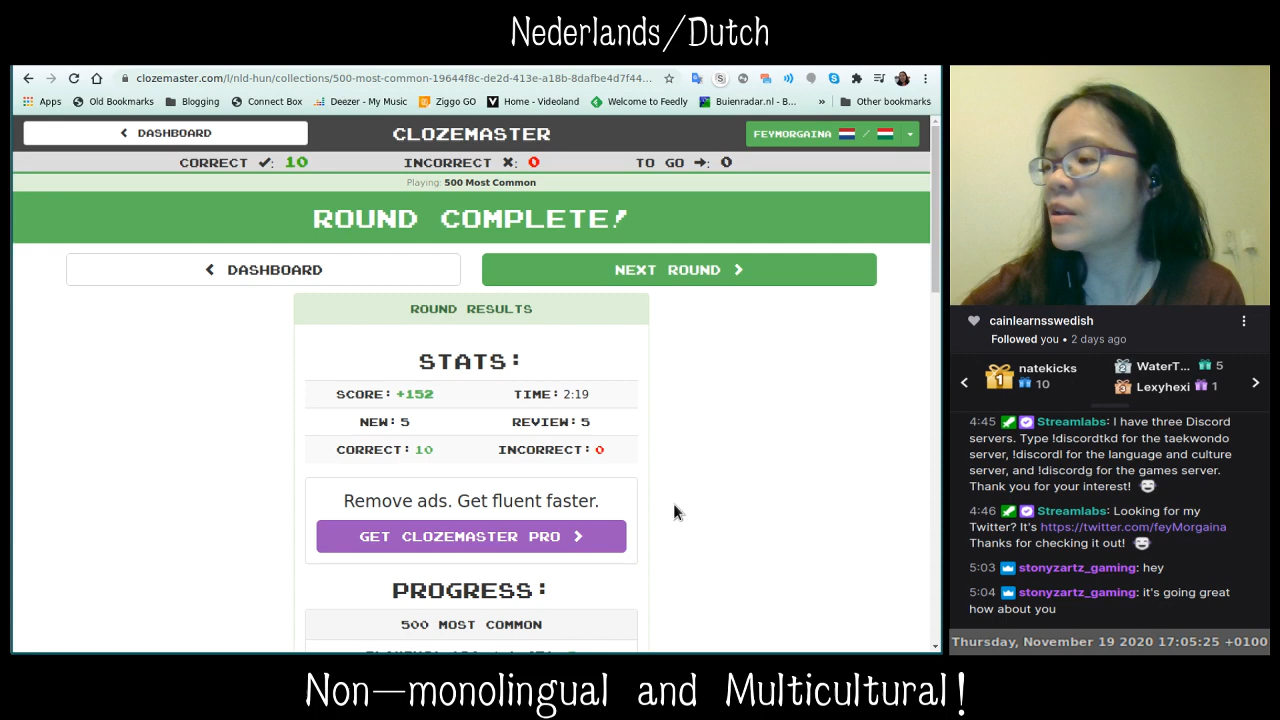 Nederlands/Dutch
clozemaster.com/l/nld-hun/collections/500-most-common-19644f8c-de2d-413e-a18b-8dafbe4d7f44...
Apps Old Bookmarks Blogging Connect Box Deezer - My Music Ziggo GO Home - Videoland Welcome to Feedly Buienradar.nl - B... » Other bookmarks
DASHBOARD CLOZEMASTER FEYMORGAINA /
CORRECT ✔: 10 INCORRECT ✖: 0 TO GO ➔: 0
Playing: 500 Most Common
ROUND COMPLETE!
DASHBOARD NEXT ROUND
ROUND RESULTS
STATS:
SCORE: +152 TIME: 2:19
NEW: 5 REVIEW: 5
CORRECT: 10 INCORRECT: 0
Remove ads. Get fluent faster.
GET CLOZEMASTER PRO
PROGRESS:
500 MOST COMMON
cainlearnsswedish
Followed you • 2 days ago
1 natekicks 10
2 WaterT... 5
3 Lexyhexi 1
4:45 Streamlabs: I have three Discord
servers. Type !discordtkd for the taekwondo
server, !discordl for the language and culture
server, and !discordg for the games server.
Thank you for your interest!
4:46 Streamlabs: Looking for my
Twitter? It's https://twitter.com/feyMorgaina
Thanks for checking it out!
5:03 stonyzartz_gaming: hey
5:04 stonyzartz_gaming: it's going great
how about you
Thursday, November 19 2020 17:05:25 +0100
Non-monolingual and Multicultural!